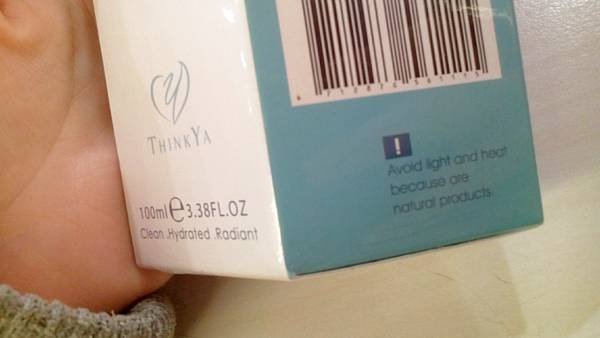 THINKYA
100ml e 3.38FL.OZ
Clean .Hydrated .Radiant
!
Avoid light and heat
because are
natural products.